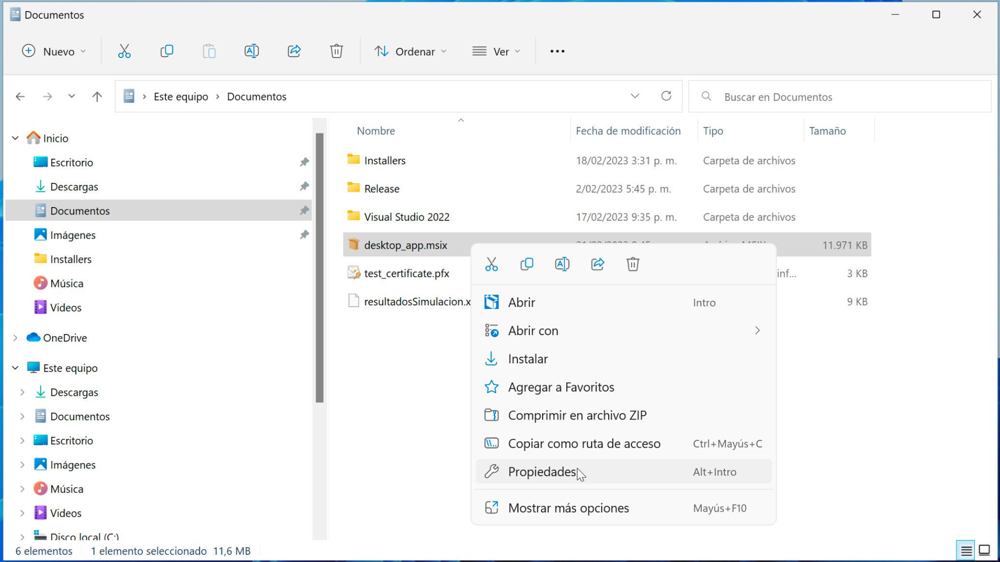 Documentos
Nuevo
Ordenar
Ver
Este equipo > Documentos
Buscar en Documentos
Nombre Fecha de modificación Tipo Tamaño
Inicio
Escritorio
Descargas
Documentos
Imágenes
Installers
Música
Videos
OneDrive
Este equipo
Descargas
Documentos
Escritorio
Imágenes
Música
Videos
Disco local (C:)
Installers 18/02/2023 3:31 p. m. Carpeta de archivos
Release 2/02/2023 5:45 p. m. Carpeta de archivos
Visual Studio 2022 17/02/2023 9:35 p. m. Carpeta de archivos
desktop_app.msix 11.971 KB
test_certificate.pfx inf... 3 KB
resultadosSimulacion.x 9 KB
Abrir Intro
Abrir con
Instalar
Agregar a Favoritos
Comprimir en archivo ZIP
Copiar como ruta de acceso Ctrl+Mayús+C
Propiedades Alt+Intro
Mostrar más opciones Mayús+F10
6 elementos 1 elemento seleccionado 11,6 MB